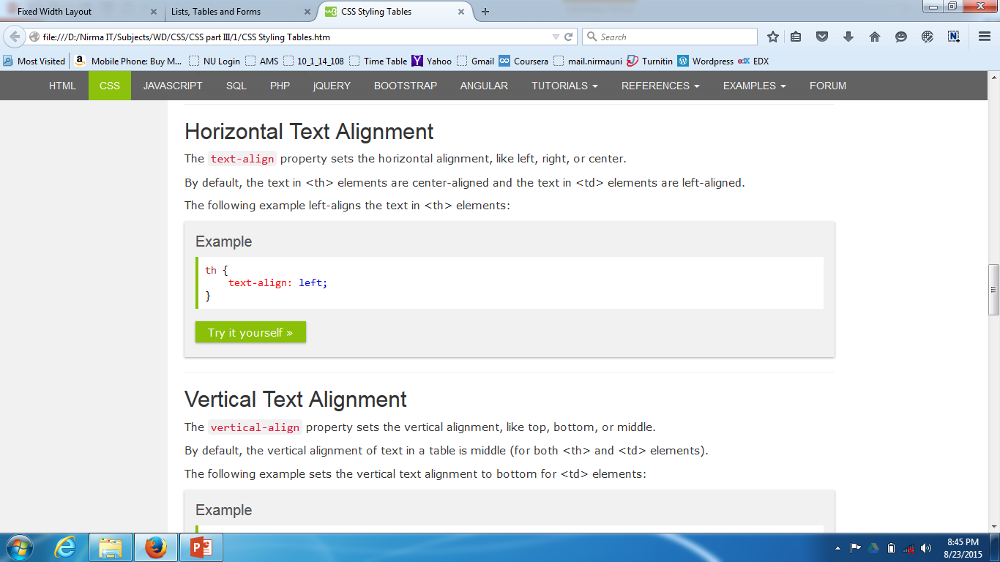 Fixed Width Layout
Lists, Tables and Forms
CSS Styling Tables
file:///D:/Nirma IT/Subjects/WD/CSS/CSS part III/1/CSS Styling Tables.htm
Search
Most Visited
Mobile Phone: Buy M...
NU Login
AMS
10_1_14_108
Time Table
Yahoo
Gmail
Coursera
mail.nirmauni
Turnitin
Wordpress
edX EDX
HTML
CSS
JAVASCRIPT
SQL
PHP
jQUERY
BOOTSTRAP
ANGULAR
TUTORIALS
REFERENCES
EXAMPLES
FORUM
Horizontal Text Alignment
The text-align property sets the horizontal alignment, like left, right, or center.
By default, the text in <th> elements are center-aligned and the text in <td> elements are left-aligned.
The following example left-aligns the text in <th> elements:
Example
th {
    text-align: left;
}
Try it yourself »
Vertical Text Alignment
The vertical-align property sets the vertical alignment, like top, bottom, or middle.
By default, the vertical alignment of text in a table is middle (for both <th> and <td> elements).
The following example sets the vertical text alignment to bottom for <td> elements:
Example
8:45 PM
8/23/2015